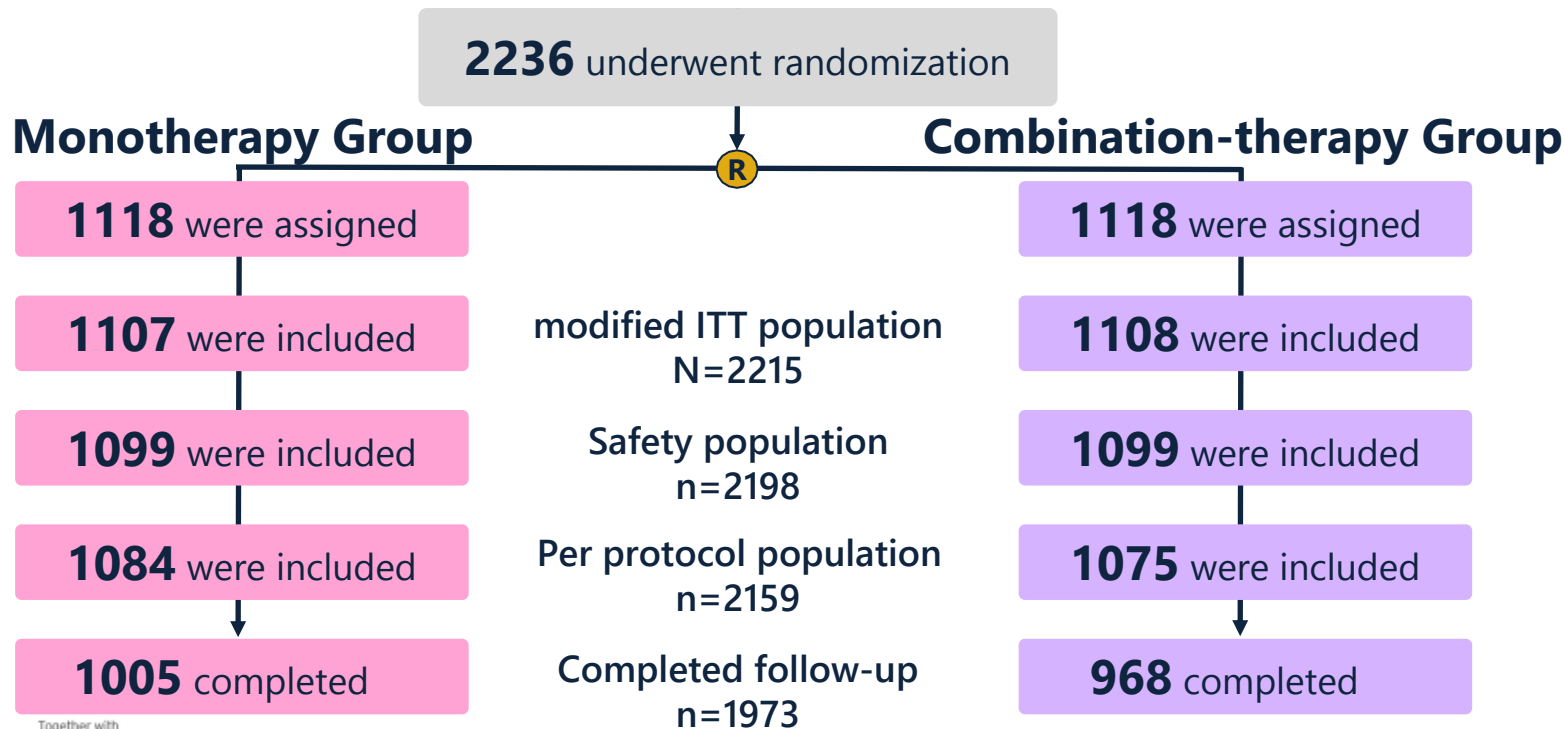 2236 underwent randomization
Monotherapy Group
Combination-therapy Group
R
1118 were assigned
1118 were assigned
1107 were included
modified ITT population
N=2215
1108 were included
1099 were included
Safety population
n=2198
1099 were included
1084 were included
Per protocol population
n=2159
1075 were included
1005 completed
Completed follow-up
n=1973
968 completed
Together with